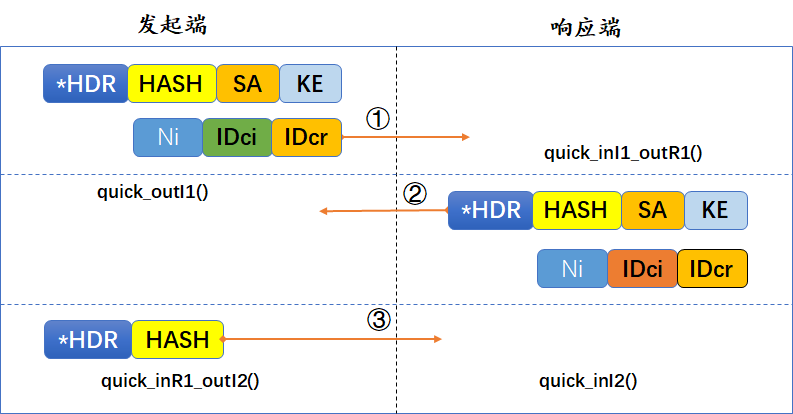 发起端 响应端
*HDR HASH SA KE
Ni IDci IDcr ①
quick_inI1_outR1()
quick_outI1() ②
*HDR HASH SA KE
Ni IDci IDcr
*HDR HASH ③
quick_inR1_outI2() quick_inI2()